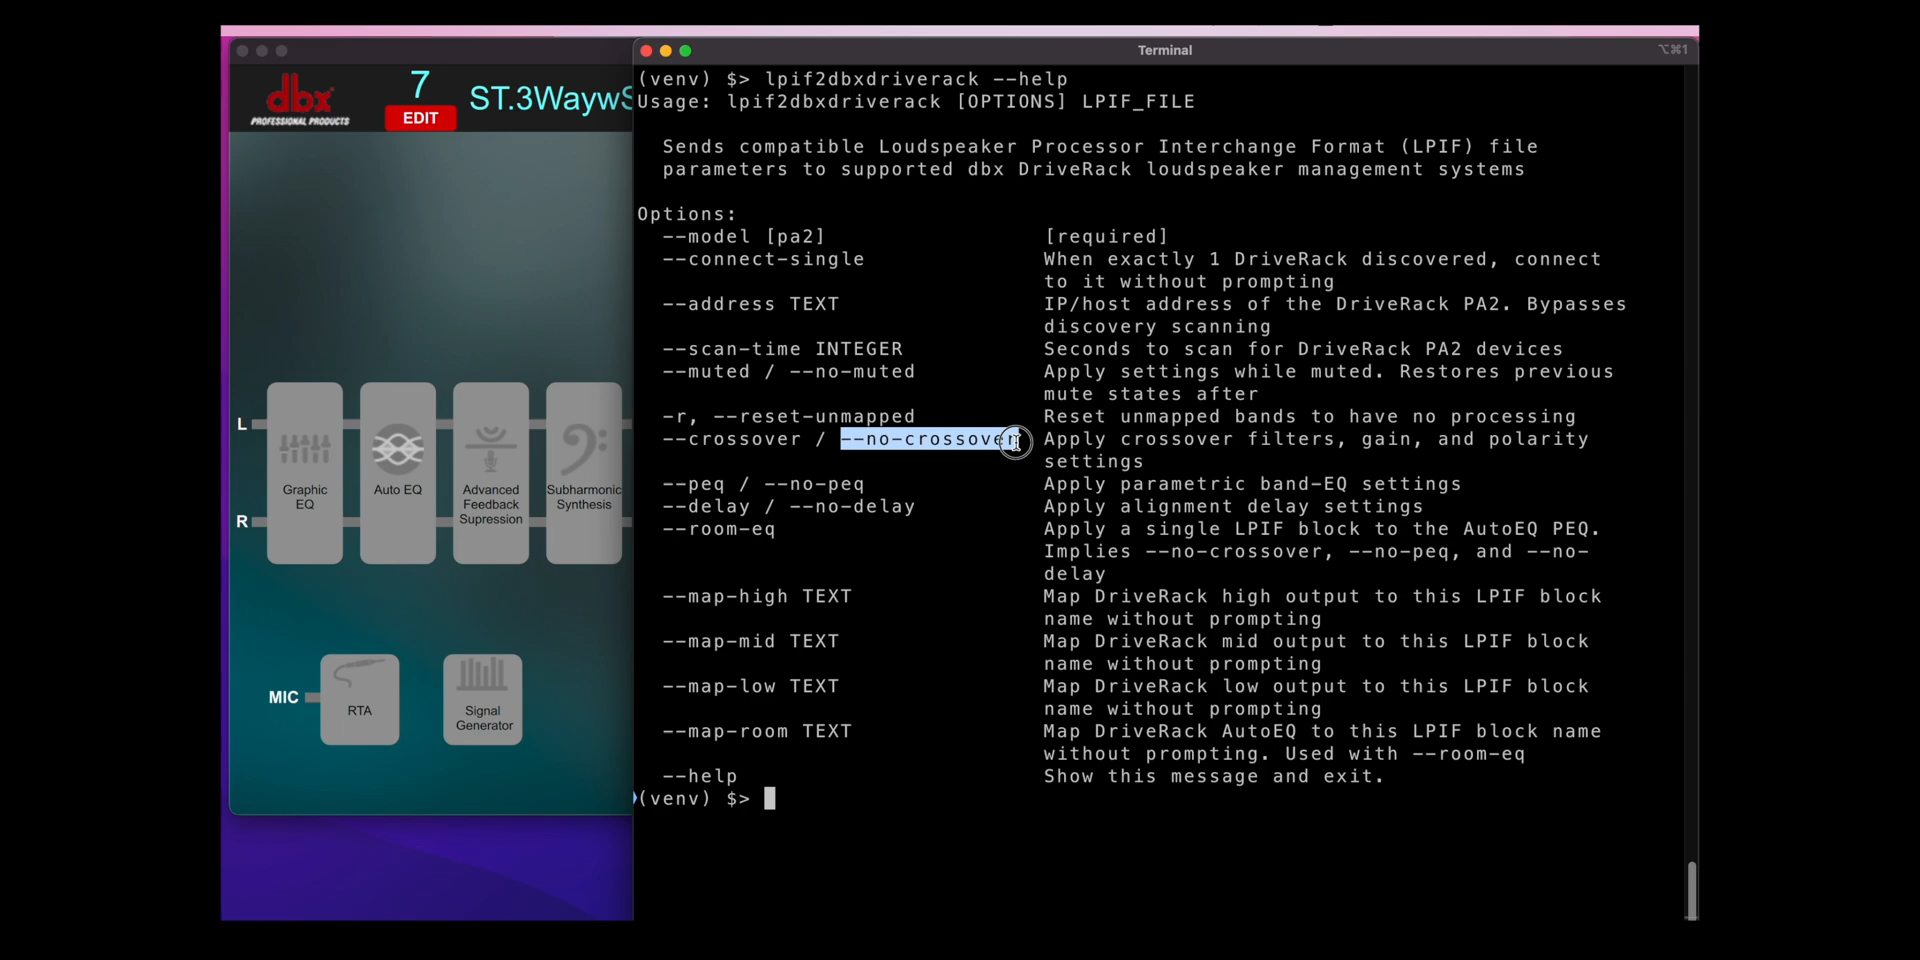 dbx
PROFESSIONAL PRODUCTS
7
EDIT
ST.3WaywS
L
R
Graphic
EQ
Auto EQ
Advanced
Feedback
Supression
Subharmonic
Synthesis
MIC
RTA
Signal
Generator
Terminal
⌥⌘1
(venv) $> lpif2dbxdriverack --help
Usage: lpif2dbxdriverack [OPTIONS] LPIF_FILE
Sends compatible Loudspeaker Processor Interchange Format (LPIF) file
parameters to supported dbx DriveRack loudspeaker management systems
Options:
--model [pa2] [required]
--connect-single When exactly 1 DriveRack discovered, connect
to it without prompting
--address TEXT IP/host address of the DriveRack PA2. Bypasses
discovery scanning
--scan-time INTEGER Seconds to scan for DriveRack PA2 devices
--muted / --no-muted Apply settings while muted. Restores previous
mute states after
-r, --reset-unmapped Reset unmapped bands to have no processing
--crossover / --no-crossover Apply crossover filters, gain, and polarity
settings
--peq / --no-peq Apply parametric band-EQ settings
--delay / --no-delay Apply alignment delay settings
--room-eq Apply a single LPIF block to the AutoEQ PEQ.
Implies --no-crossover, --no-peq, and --no-
delay
--map-high TEXT Map DriveRack high output to this LPIF block
name without prompting
--map-mid TEXT Map DriveRack mid output to this LPIF block
name without prompting
--map-low TEXT Map DriveRack low output to this LPIF block
name without prompting
--map-room TEXT Map DriveRack AutoEQ to this LPIF block name
without prompting. Used with --room-eq
--help Show this message and exit.
(venv) $>